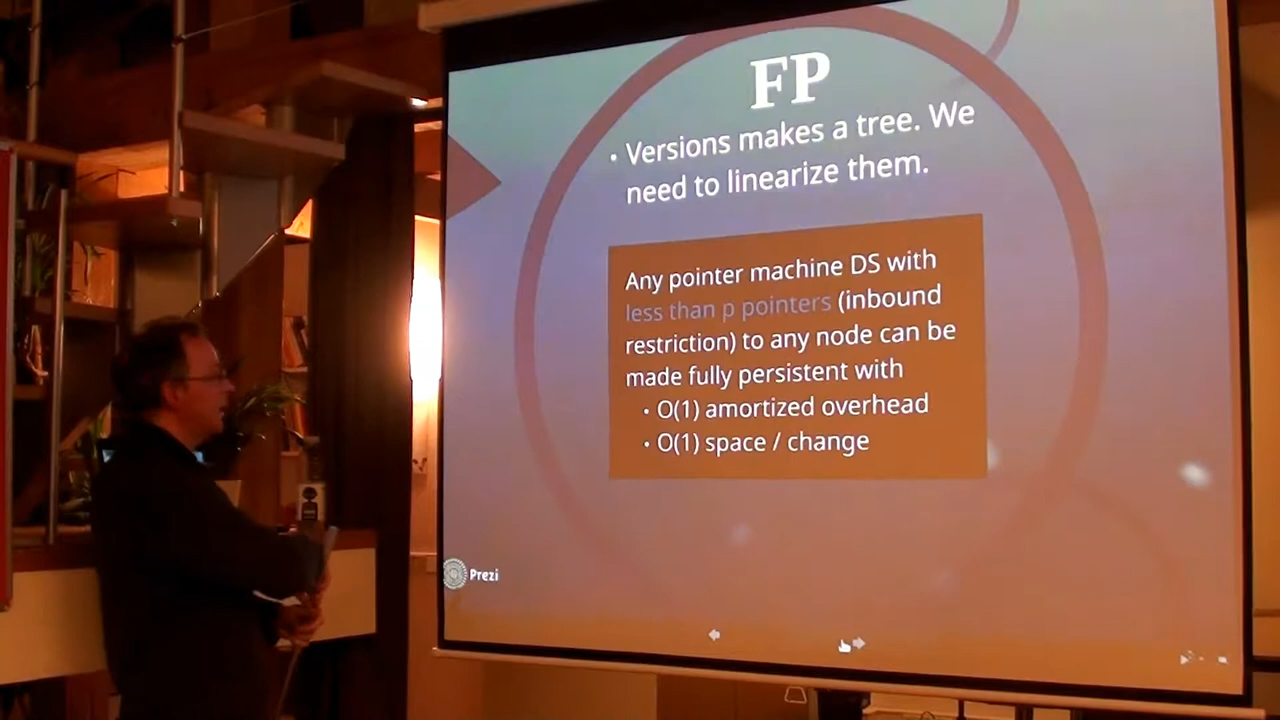 FP
• Versions makes a tree. We
need to linearize them.
Any pointer machine DS with
less than p pointers (inbound
restriction) to any node can be
made fully persistent with
• O(1) amortized overhead
• O(1) space / change
Prezi